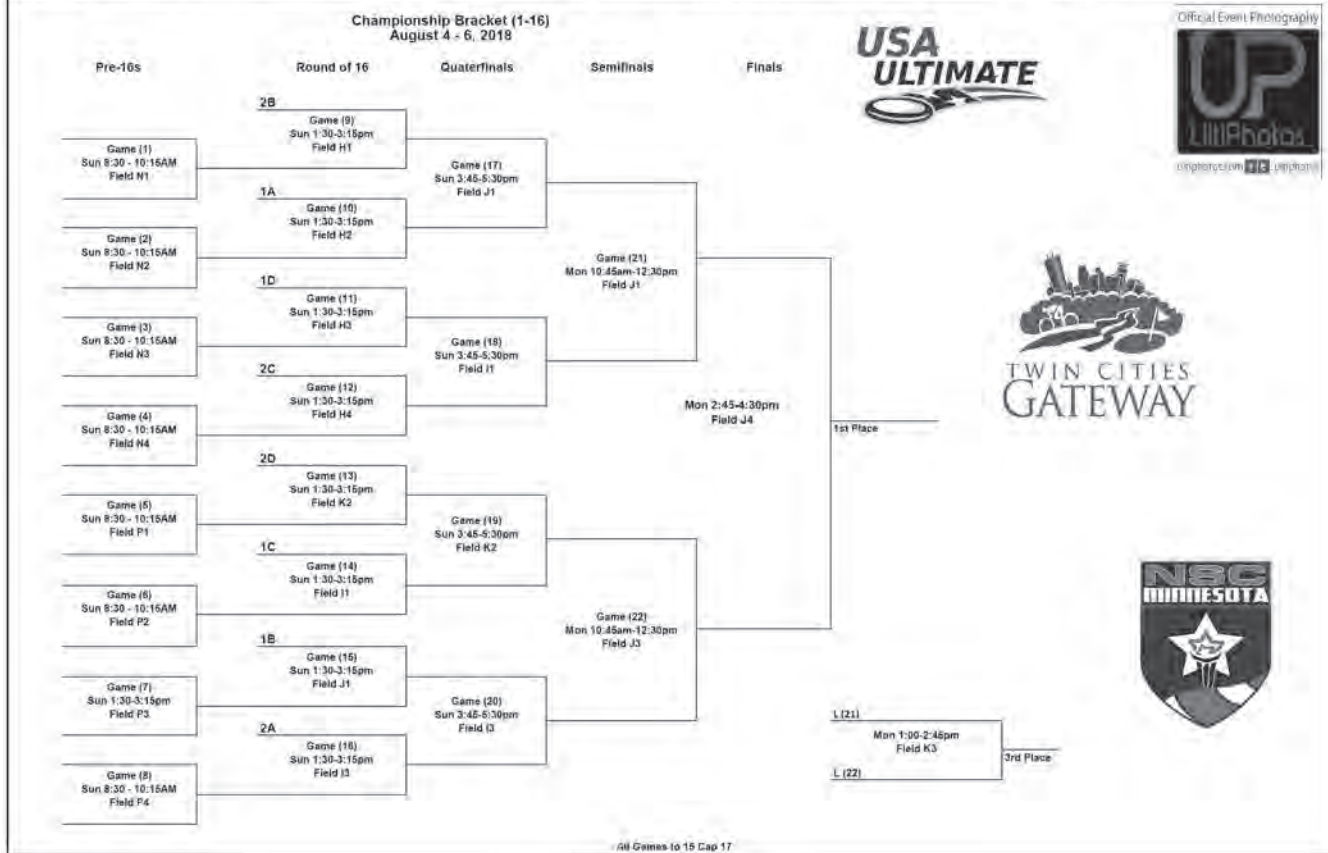 Championship Bracket (1-16)
August 4 - 6, 2018
Pre-16s
Round of 16
Quaterfinals
Semifinals
Finals
Game (1)
Sun 8:30 - 10:15AM
Field N1
Game (2)
Sun 8:30 - 10:15AM
Field N2
Game (3)
Sun 8:30 - 10:15AM
Field N3
Game (4)
Sun 8:30 - 10:15AM
Field N4
Game (5)
Sun 8:30 - 10:15AM
Field P1
Game (6)
Sun 8:30 - 10:15AM
Field P2
Game (7)
Sun 1:30-3:15pm
Field P3
Game (8)
Sun 8:30 - 10:15AM
Field P4
2B
Game (9)
Sun 1:30-3:15pm
Field H1
1A
Game (10)
Sun 1:30-3:15pm
Field H2
1D
Game (11)
Sun 1:30-3:15pm
Field H3
2C
Game (12)
Sun 1:30-3:15pm
Field H4
2D
Game (13)
Sun 1:30-3:15pm
Field K2
1C
Game (14)
Sun 1:30-3:15pm
Field I1
1B
Game (15)
Sun 1:30-3:15pm
Field J1
2A
Game (16)
Sun 1:30-3:15pm
Field I3
Game (17)
Sun 3:45-5:30pm
Field J1
Game (18)
Sun 3:45-5:30pm
Field I1
Game (19)
Sun 3:45-5:30pm
Field K2
Game (20)
Sun 3:45-5:30pm
Field I3
Game (21)
Mon 10:45am-12:30pm
Field J1
Game (22)
Mon 10:45am-12:30pm
Field J3
Mon 2:45-4:30pm
Field J4
1st Place
L (21)
Mon 1:00-2:45pm
Field K3
L (22)
3rd Place
All Games to 15 Cap 17
USA
ULTIMATE
Official Event Photography
UP
UltiPhotos
TWIN CITIES
GATEWAY
NSC
MINNESOTA